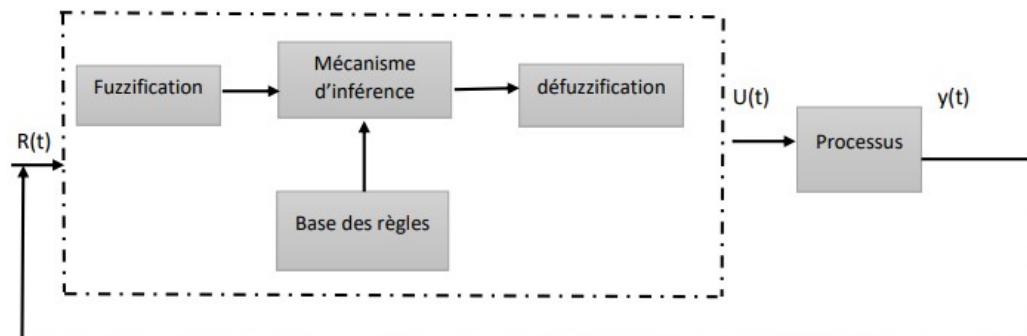 Fuzzification
Mécanisme
d'inférence
défuzzification
U(t)
y(t)
R(t)
Processus
Base des règles